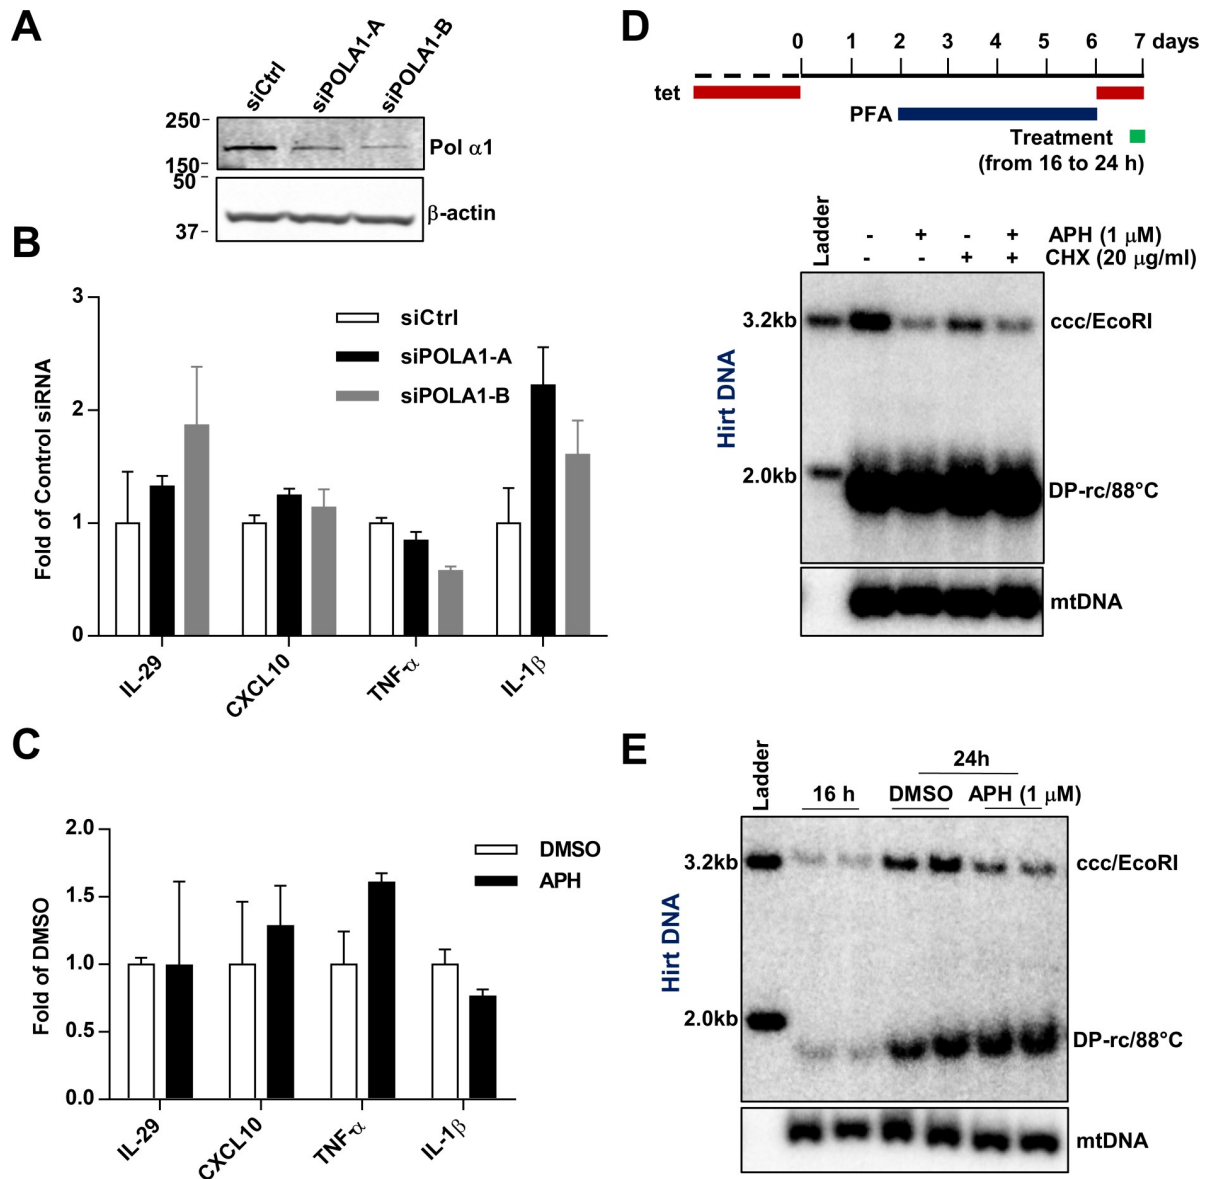 A
siCtrl
siPOLA1-A
siPOLA1-B
250
150
50
37
Pol α1
β-actin
B
Fold of Control siRNA
3
2
1
0
siCtrl
siPOLA1-A
siPOLA1-B
IL-29
CXCL10
TNF-α
IL-1β
C
Fold of DMSO
2.0
1.5
1.0
0.5
0.0
DMSO
APH
IL-29
CXCL10
TNF-α
IL-1β
D
0 1 2 3 4 5 6 7 days
tet
PFA
Treatment
(from 16 to 24 h)
Ladder
- + - + APH (1 μM)
- - + + CHX (20 μg/ml)
3.2kb
ccc/EcoRI
Hirt DNA
2.0kb
DP-rc/88°C
mtDNA
E
Ladder
24h
16 h DMSO APH (1 μM)
3.2kb
ccc/EcoRI
Hirt DNA
2.0kb
DP-rc/88°C
mtDNA